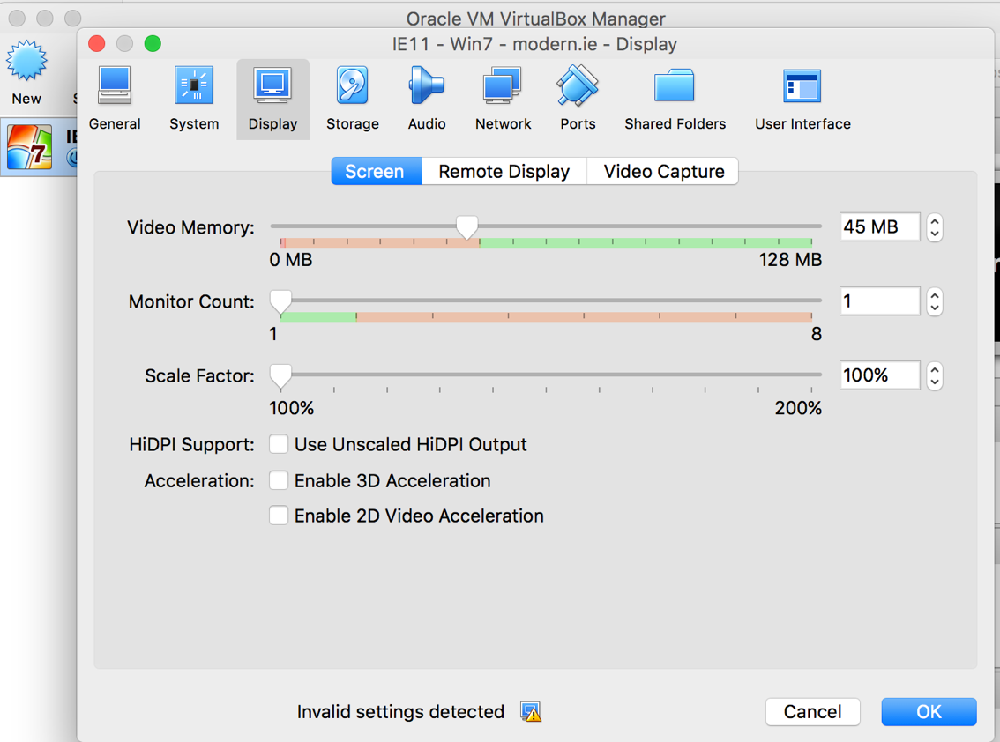 Oracle VM VirtualBox Manager
IE11 - Win7 - modern.ie - Display
New
General
System
Display
Storage
Audio
Network
Ports
Shared Folders
User Interface
7
Screen
Remote Display
Video Capture
Video Memory:
45 MB
0 MB
128 MB
Monitor Count:
1
1
8
Scale Factor:
100%
100%
200%
HiDPI Support:
Use Unscaled HiDPI Output
Acceleration:
Enable 3D Acceleration
Enable 2D Video Acceleration
Invalid settings detected
Cancel
OK